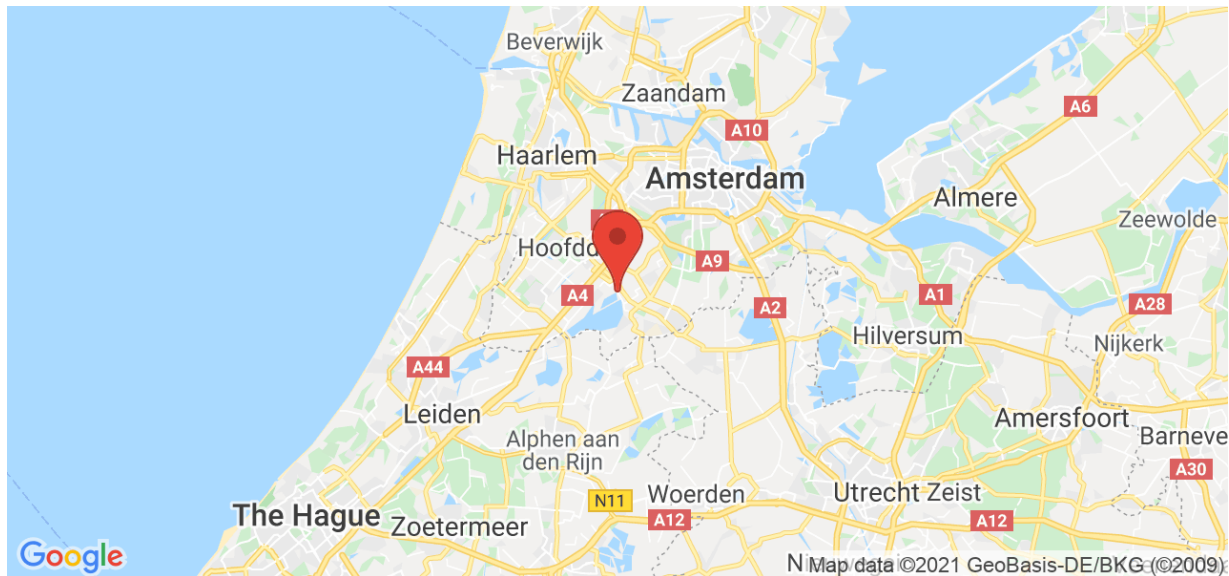 Beverwijk
Zaandam
A6
A10
Haarlem
Amsterdam
Almere
Zeewolde
Hoofdd
A9
A4
A1
A28
A2
Hilversum
Nijkerk
A44
Leiden
Amersfoort
Alphen aan
den Rijn
Barneve
A30
N11
Woerden
Utrecht
Zeist
The Hague
Zoetermeer
A12
A12
Google
Map data ©2021 GeoBasis-DE/BKG (©2009)